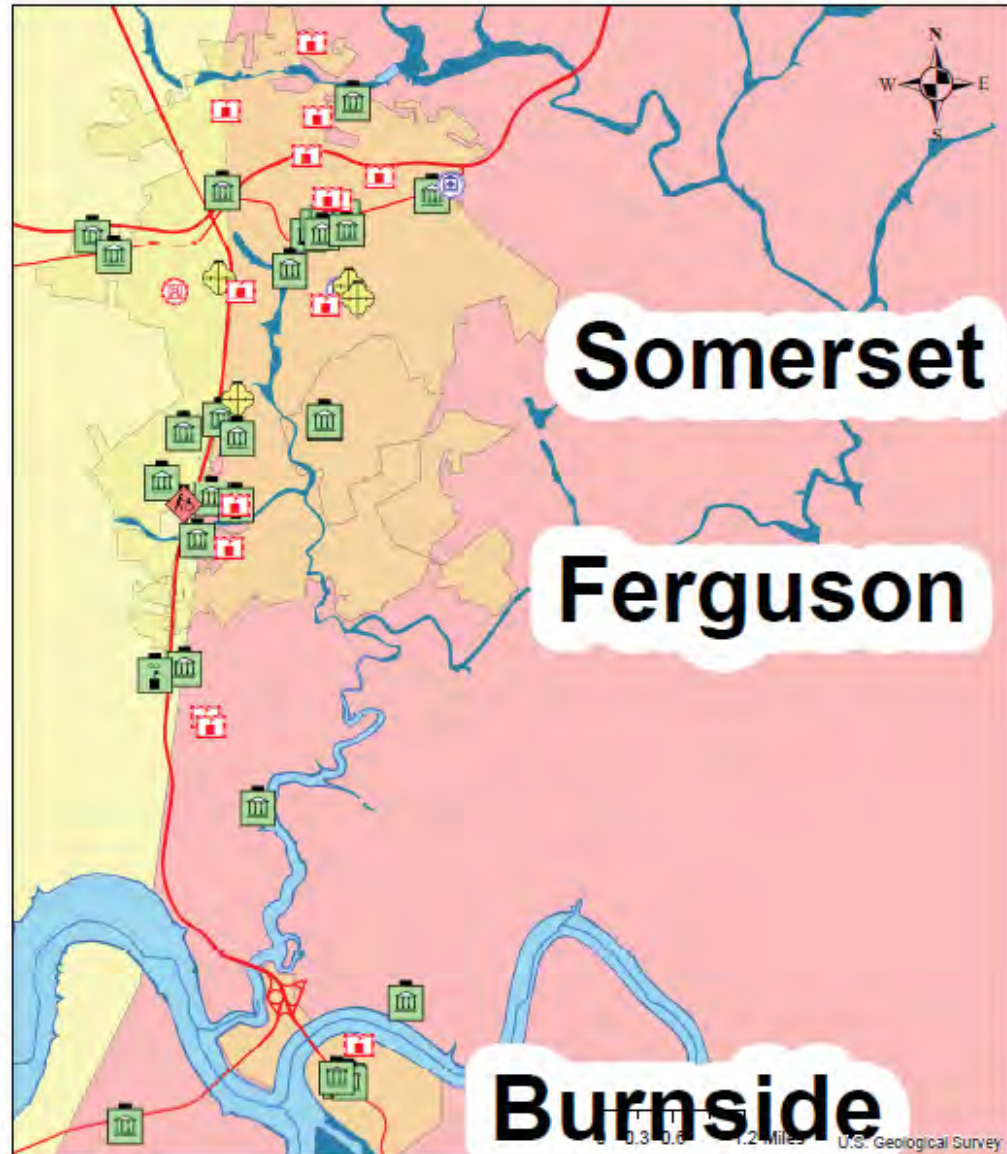 N
W E
S
Somerset
Ferguson
Burnside
0 0.3 0.6 1.2 Miles
U.S. Geological Survey